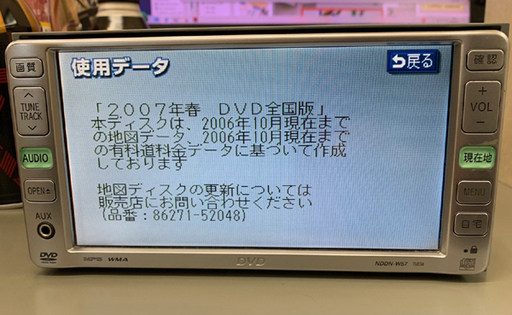 画質
使用データ
戻る
確認
TUNE
TRACK
AUDIO
OPEN
AUX
「2007年春 DVD全国版」
本ディスクは、2006年10月現在まで
の地図データ、2006年10月現在まで
の有料道料金データに基づいて作成
しております
地図ディスクの更新については
販売店にお問い合わせください
(品番:86271-52048)
+
VOL
-
現在地
MENU
自宅
DVD
MP3 WMA
DVD
NDDN-W57